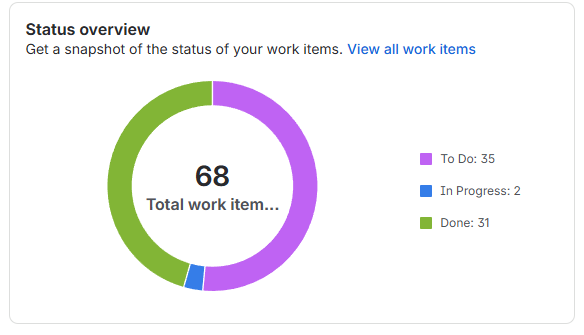 Status overview
Get a snapshot of the status of your work items. View all work items
68
Total work item...
To Do: 35
In Progress: 2
Done: 31